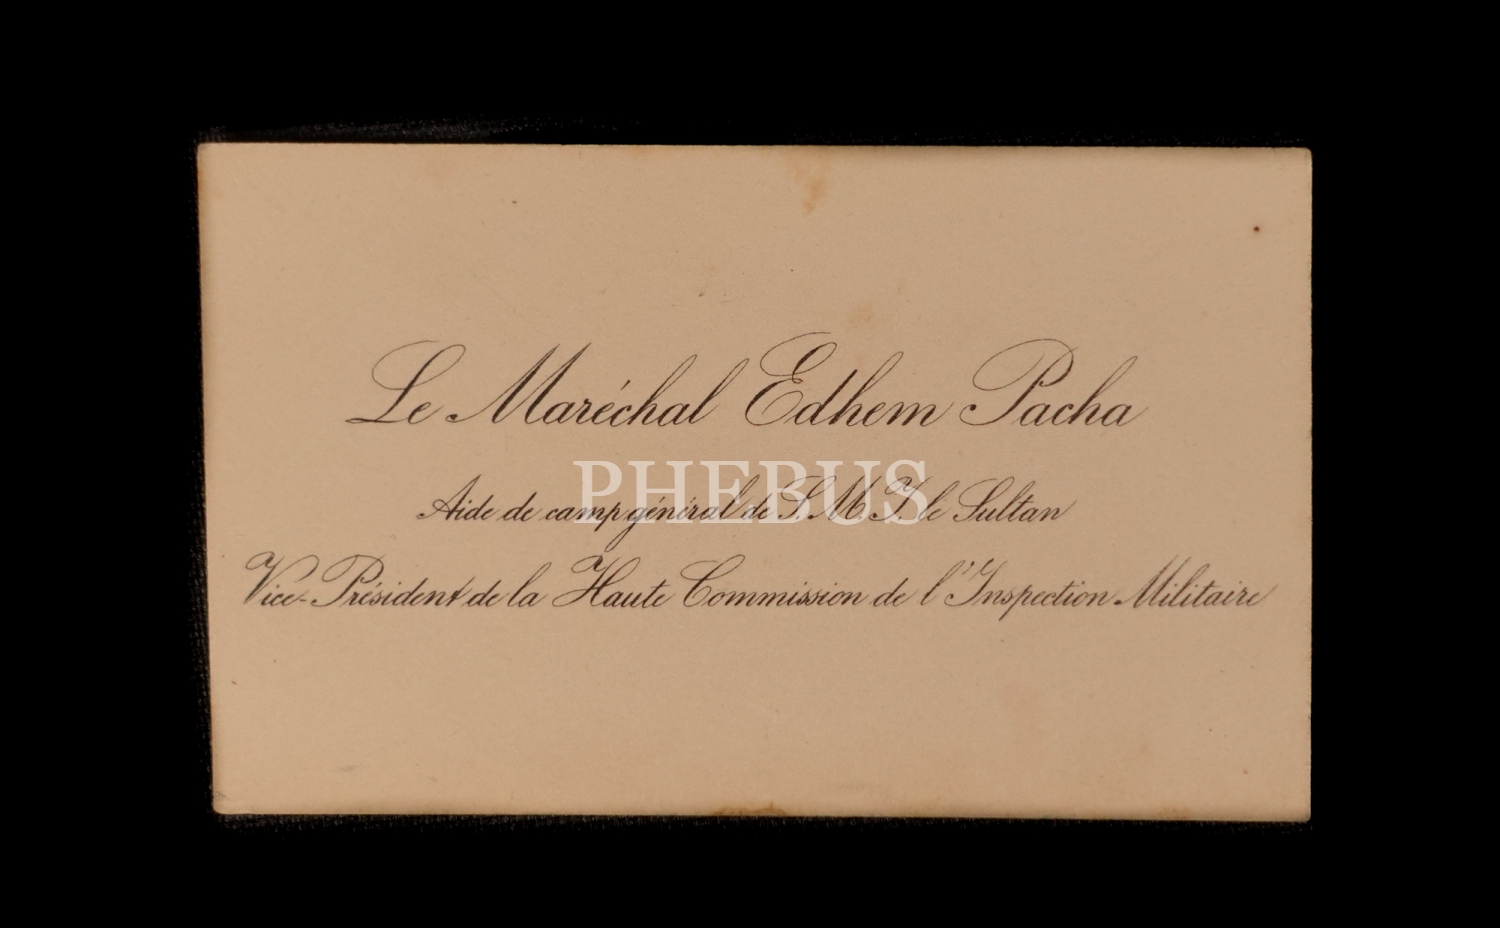 Le Maréchal Edhem Pacha
PHEBUS
Aide de camp général de S. M. I. le Sultan
Vice-Président de la Haute Commission de l'Inspection Militaire